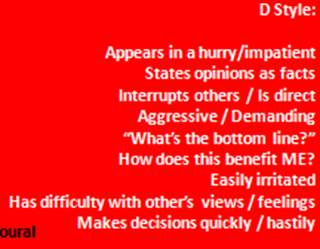 D Style:
Appears in a hurry/impatient
States opinions as facts
Interrupts others / Is direct
Aggressive / Demanding
“What’s the bottom line?”
How does this benefit ME?
Easily irritated
Has difficulty with other’s views / feelings
Makes decisions quickly / hastily
oural